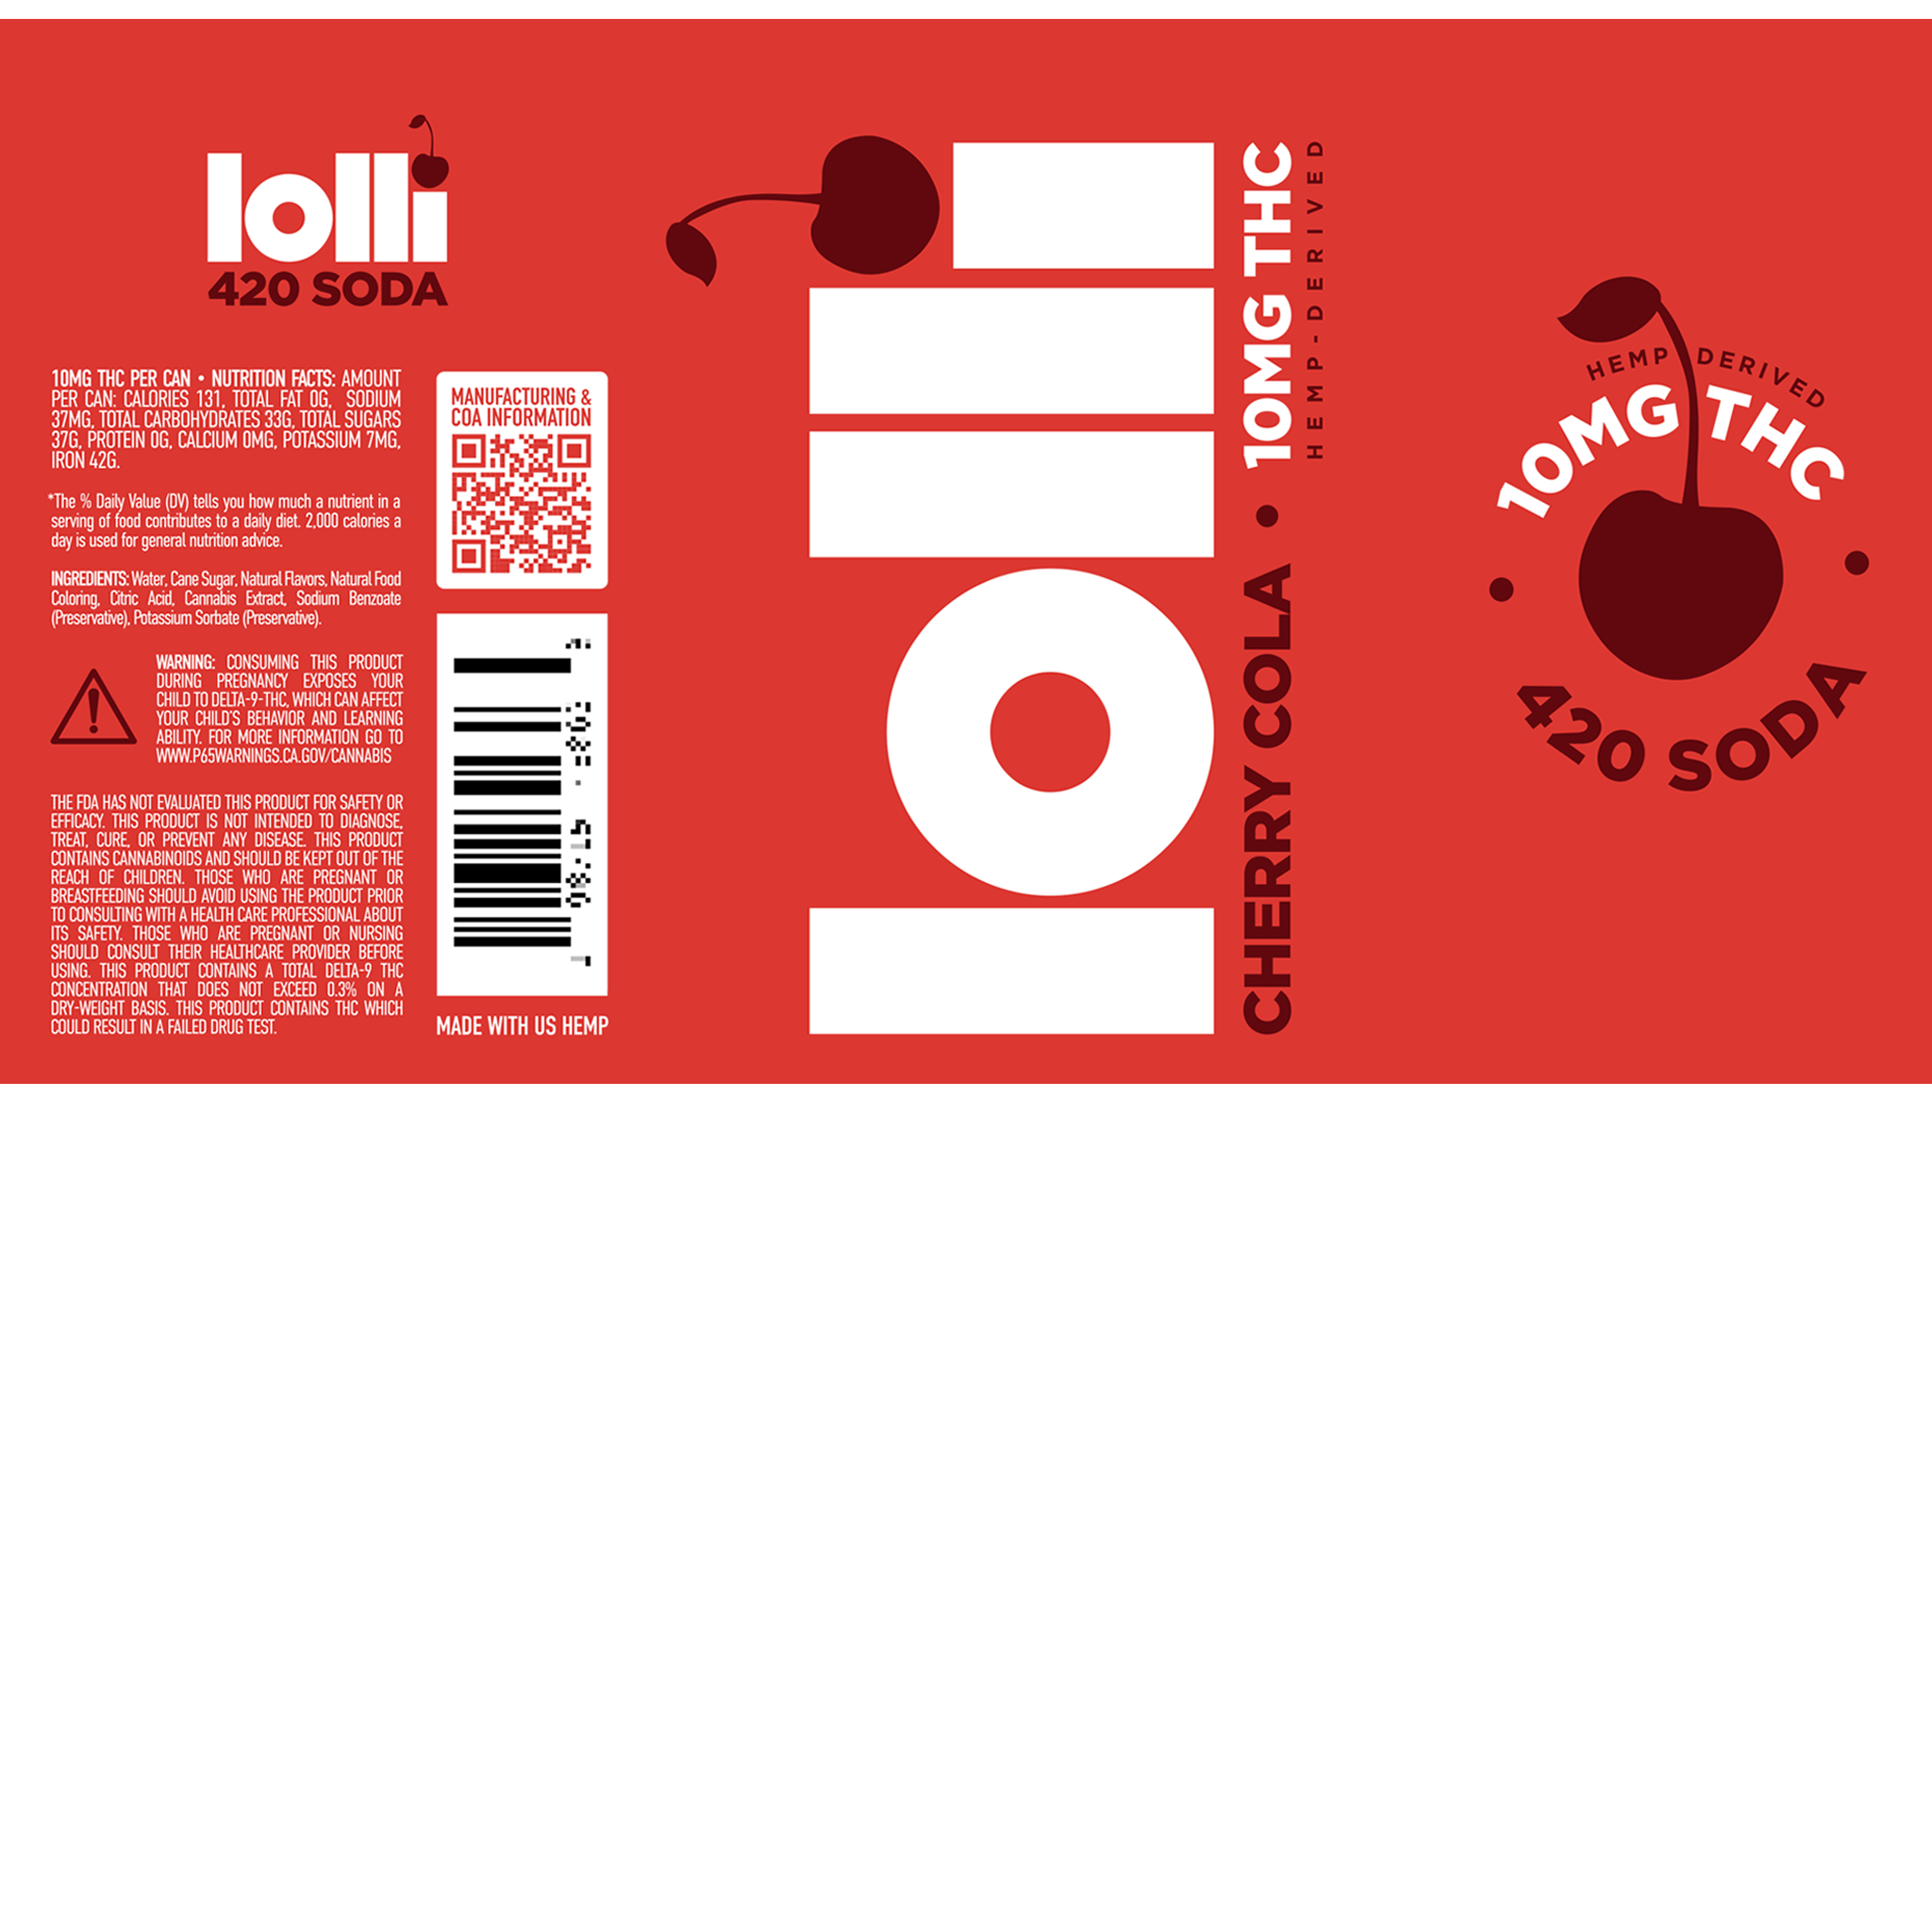 lolli
420 SODA
10MG THC PER CAN • NUTRITION FACTS: AMOUNT
PER CAN: CALORIES 131, TOTAL FAT 0G, SODIUM
37MG, TOTAL CARBOHYDRATES 33G, TOTAL SUGARS
37G, PROTEIN 0G, CALCIUM 0MG, POTASSIUM 7MG,
IRON 42G.
*The % Daily Value (DV) tells you how much a nutrient in a
serving of food contributes to a daily diet. 2,000 calories a
day is used for general nutrition advice.
INGREDIENTS: Water, Cane Sugar, Natural Flavors, Natural Food
Coloring, Citric Acid, Cannabis Extract, Sodium Benzoate
(Preservative), Potassium Sorbate (Preservative).
WARNING: CONSUMING THIS PRODUCT
DURING PREGNANCY EXPOSES YOUR
CHILD TO DELTA-9-THC, WHICH CAN AFFECT
YOUR CHILD'S BEHAVIOR AND LEARNING
ABILITY. FOR MORE INFORMATION GO TO
WWW.P65WARNINGS.CA.GOV/CANNABIS
THE FDA HAS NOT EVALUATED THIS PRODUCT FOR SAFETY OR
EFFICACY. THIS PRODUCT IS NOT INTENDED TO DIAGNOSE,
TREAT, CURE, OR PREVENT ANY DISEASE. THIS PRODUCT
CONTAINS CANNABINOIDS AND SHOULD BE KEPT OUT OF THE
REACH OF CHILDREN. THOSE WHO ARE PREGNANT OR
BREASTFEEDING SHOULD AVOID USING THE PRODUCT PRIOR
TO CONSULTING WITH A HEALTH CARE PROFESSIONAL ABOUT
ITS SAFETY. THOSE WHO ARE PREGNANT OR NURSING
SHOULD CONSULT THEIR HEALTHCARE PROVIDER BEFORE
USING. THIS PRODUCT CONTAINS A TOTAL DELTA-9 THC
CONCENTRATION THAT DOES NOT EXCEED 0.3% ON A
DRY-WEIGHT BASIS. THIS PRODUCT CONTAINS THC WHICH
COULD RESULT IN A FAILED DRUG TEST.
MANUFACTURING &
COA INFORMATION
MADE WITH US HEMP
lolli
CHERRY COLA • 10MG THC
HEMP-DERIVED
HEMP DERIVED
10MG THC
420 SODA